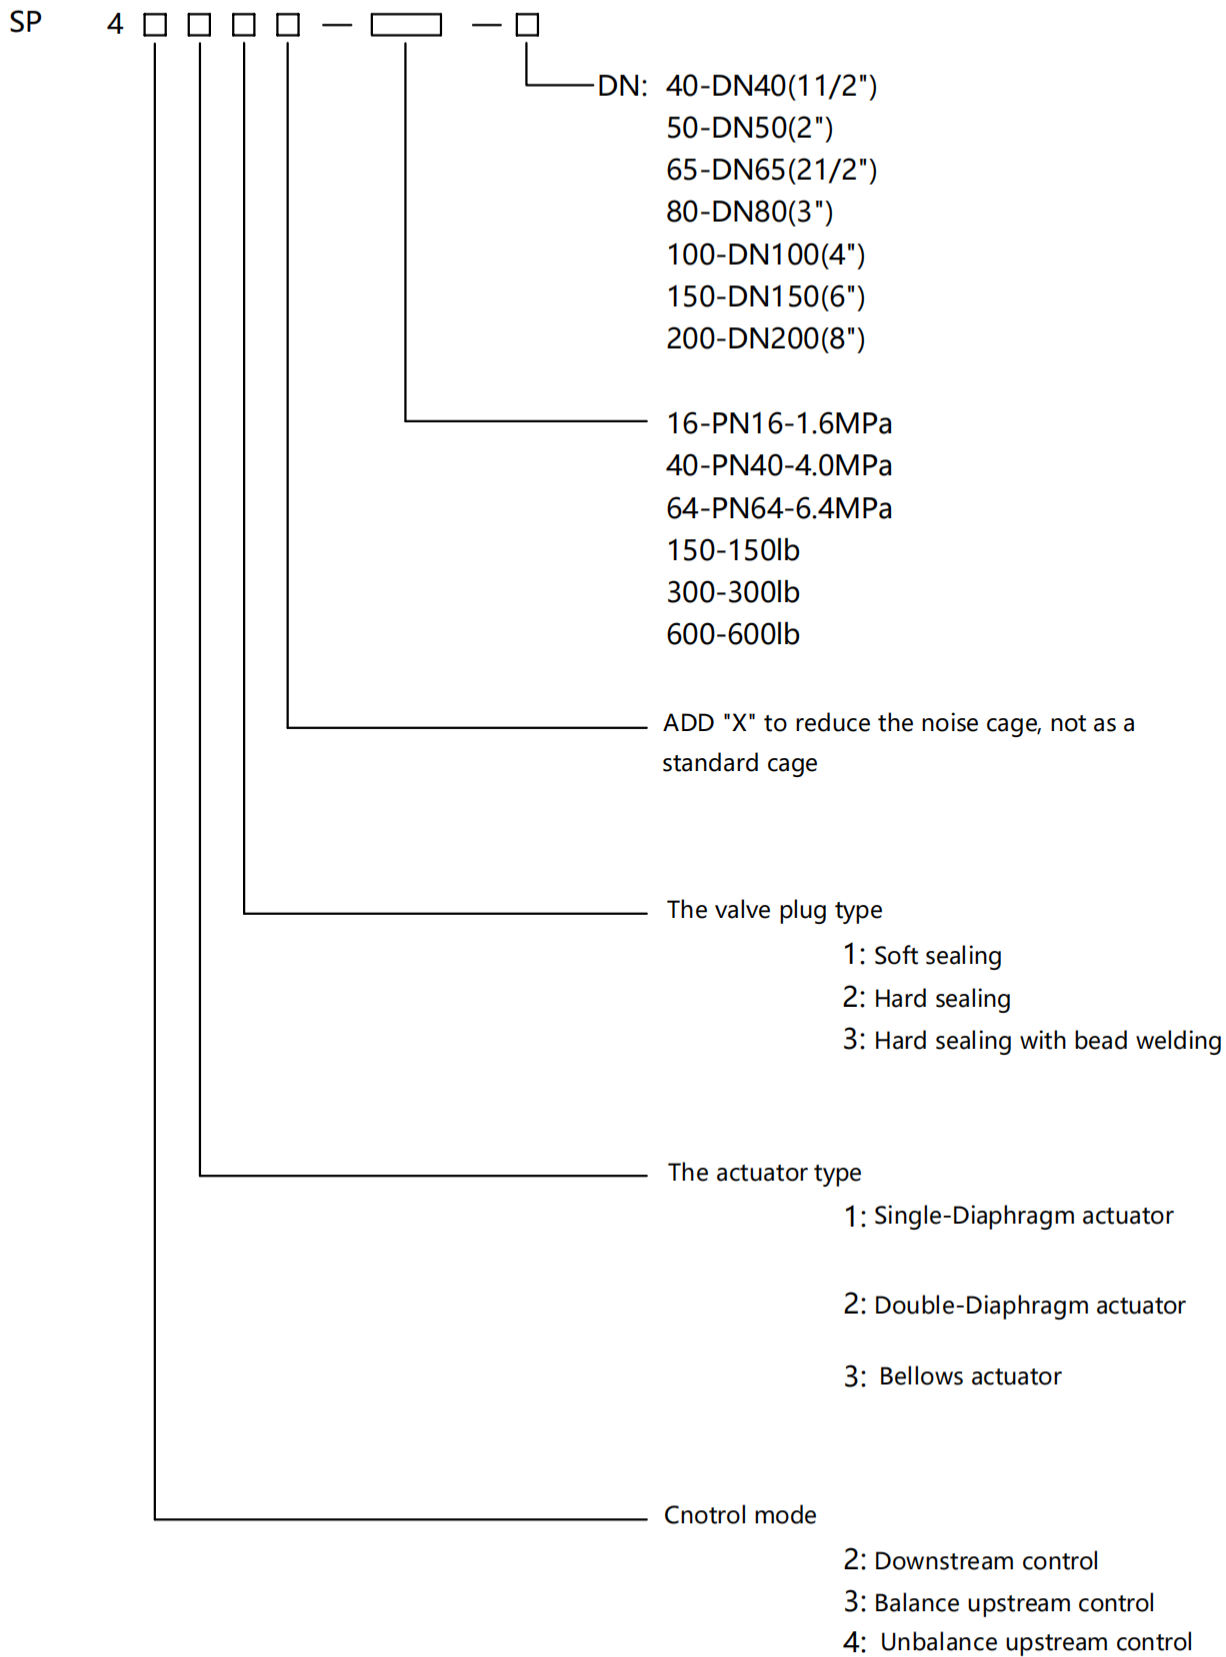 SP 4 □ □ □ □ — ▭ — □
DN: 40-DN40(11/2")
50-DN50(2")
65-DN65(21/2")
80-DN80(3")
100-DN100(4")
150-DN150(6")
200-DN200(8")
16-PN16-1.6MPa
40-PN40-4.0MPa
64-PN64-6.4MPa
150-150lb
300-300lb
600-600lb
ADD "X" to reduce the noise cage, not as a
standard cage
The valve plug type
1: Soft sealing
2: Hard sealing
3: Hard sealing with bead welding
The actuator type
1: Single-Diaphragm actuator
2: Double-Diaphragm actuator
3: Bellows actuator
Cnotrol mode
2: Downstream control
3: Balance upstream control
4: Unbalance upstream control